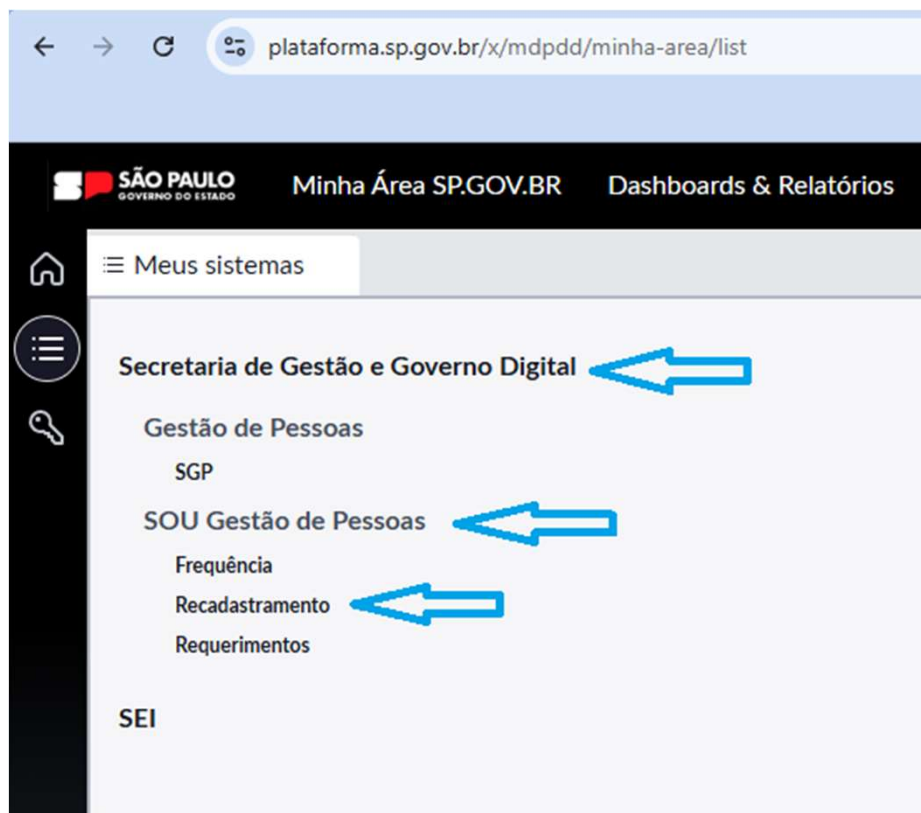 plataforma.sp.gov.br/x/mdpdd/minha-area/list
SÃO PAULO
GOVERNO DO ESTADO
Minha Área SP.GOV.BR
Dashboards & Relatórios
Meus sistemas
Secretaria de Gestão e Governo Digital
Gestão de Pessoas
SGP
SOU Gestão de Pessoas
Frequência
Recadastramento
Requerimentos
SEI